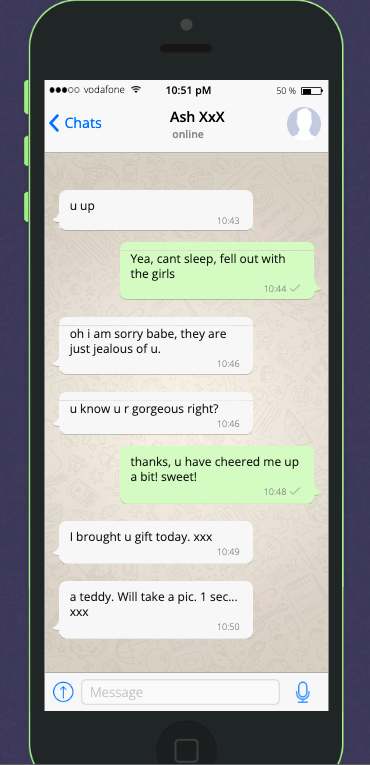 vodafone 10:51 pM 50 %
Chats
Ash XxX
online
u up
10:43
Yea, cant sleep, fell out with
the girls
10:44
oh i am sorry babe, they are
just jealous of u.
10:46
u know u r gorgeous right?
10:46
thanks, u have cheered me up
a bit! sweet!
10:48
I brought u gift today. xxx
10:49
a teddy. Will take a pic. 1 sec...
xxx
10:50
Message